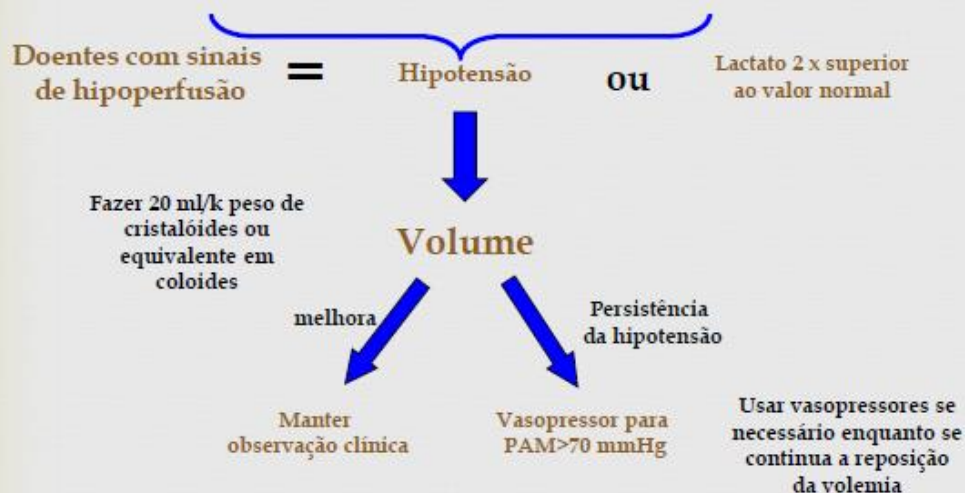 Doentes com sinais
de hipoperfusão
=
Hipotensão
ou
Lactato 2 x superior
ao valor normal
Fazer 20 ml/k peso de
cristalóides ou
equivalente em
coloides
Volume
melhora
Persistência
da hipotensão
Manter
observação clínica
Vasopressor para
PAM>70 mmHg
Usar vasopressores se
necessário enquanto se
continua a reposição
da volemia